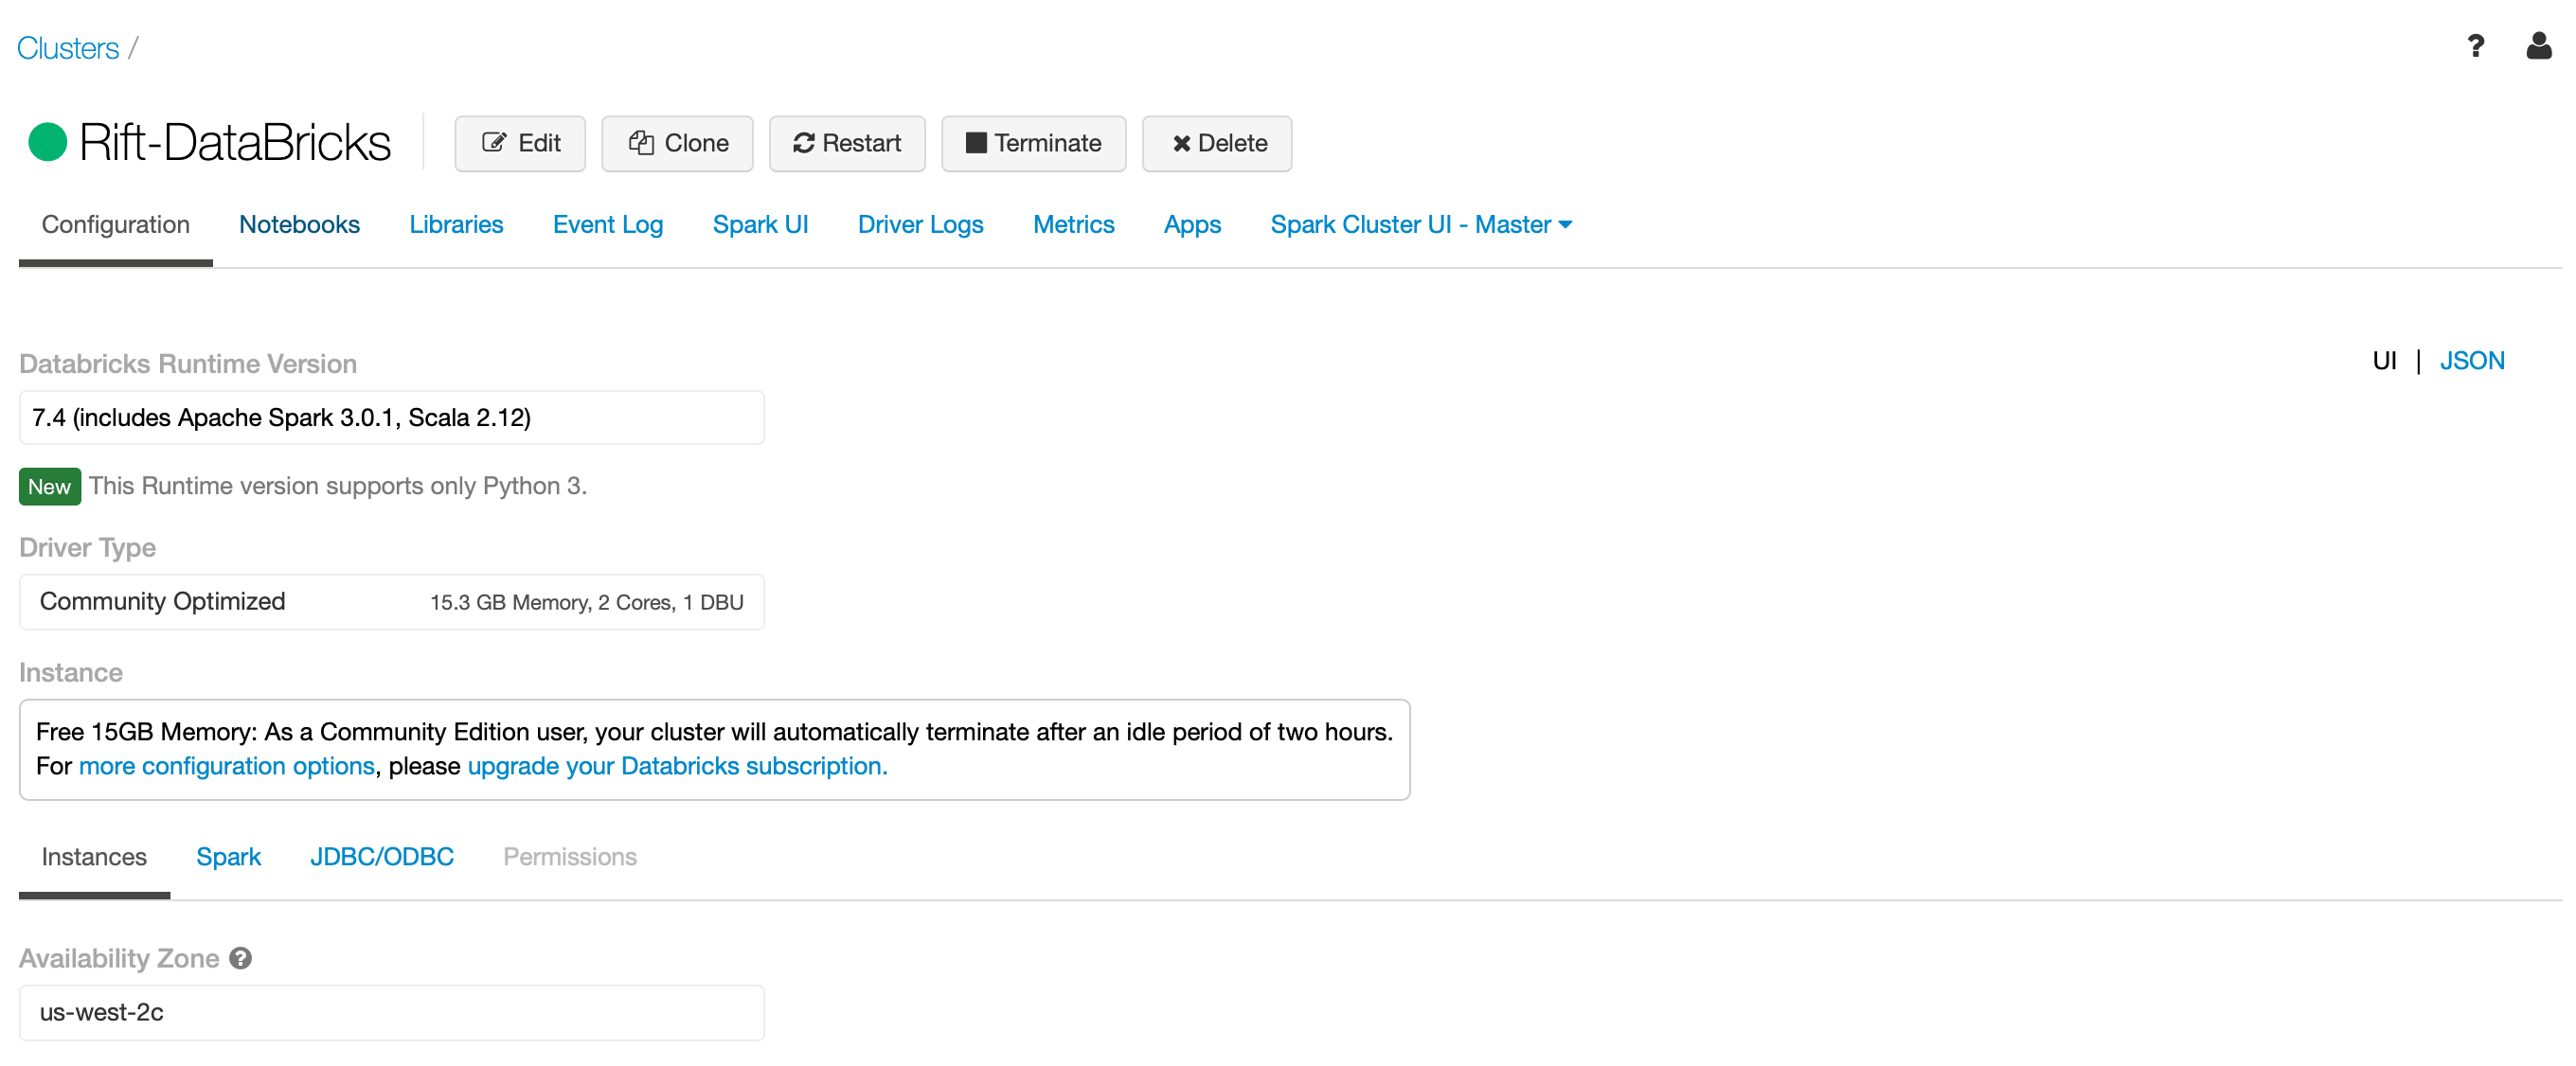 Clusters /
Rift-DataBricks Edit Clone Restart Terminate Delete
Configuration Notebooks Libraries Event Log Spark UI Driver Logs Metrics Apps Spark Cluster UI - Master
Databricks Runtime Version
UI | JSON
7.4 (includes Apache Spark 3.0.1, Scala 2.12)
New This Runtime version supports only Python 3.
Driver Type
Community Optimized 15.3 GB Memory, 2 Cores, 1 DBU
Instance
Free 15GB Memory: As a Community Edition user, your cluster will automatically terminate after an idle period of two hours.
For more configuration options, please upgrade your Databricks subscription.
Instances Spark JDBC/ODBC Permissions
Availability Zone ?
us-west-2c